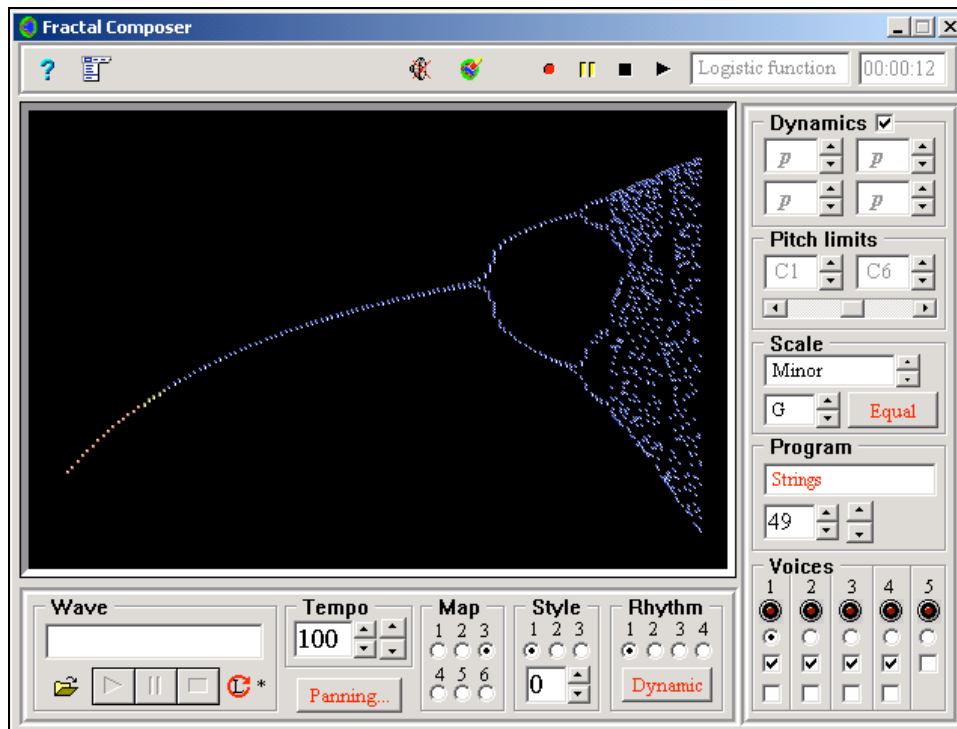 Fractal Composer
? Logistic function 00:00:12
Dynamics
p p
p p
Pitch limits
C1 C6
Scale
Minor
G Equal
Program
Strings
49
Voices
1 2 3 4 5
Wave
L *
Tempo
100
Panning...
Map
1 2 3
4 5 6
Style
1 2 3
0
Rhythm
1 2 3 4
Dynamic